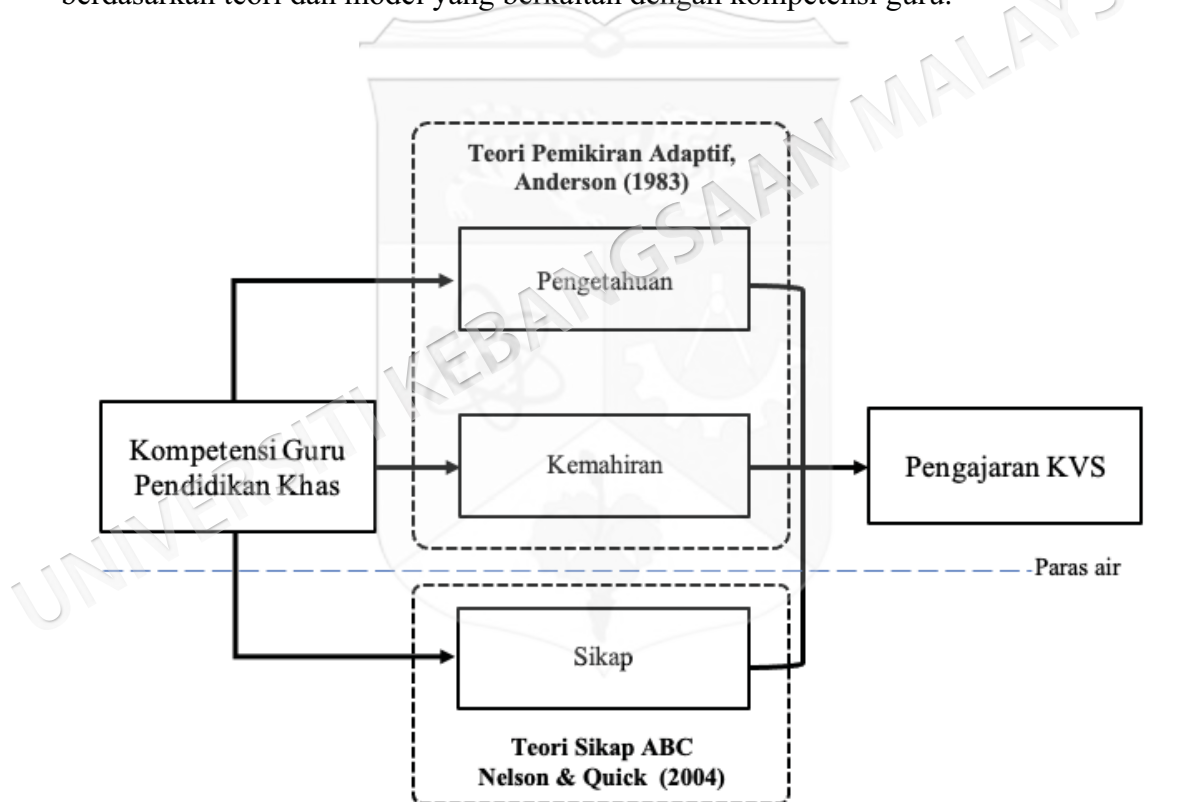 berdasarkan teori dan model yang berkaitan dengan kompetensi guru.
Teori Pemikiran Adaptif,
Anderson (1983)
Pengetahuan
Kompetensi Guru
Pendidikan Khas
Kemahiran
Pengajaran KVS
Paras air
Sikap
Teori Sikap ABC
Nelson & Quick (2004)
UNIVERSITI KEBANGSAAN MALAYS